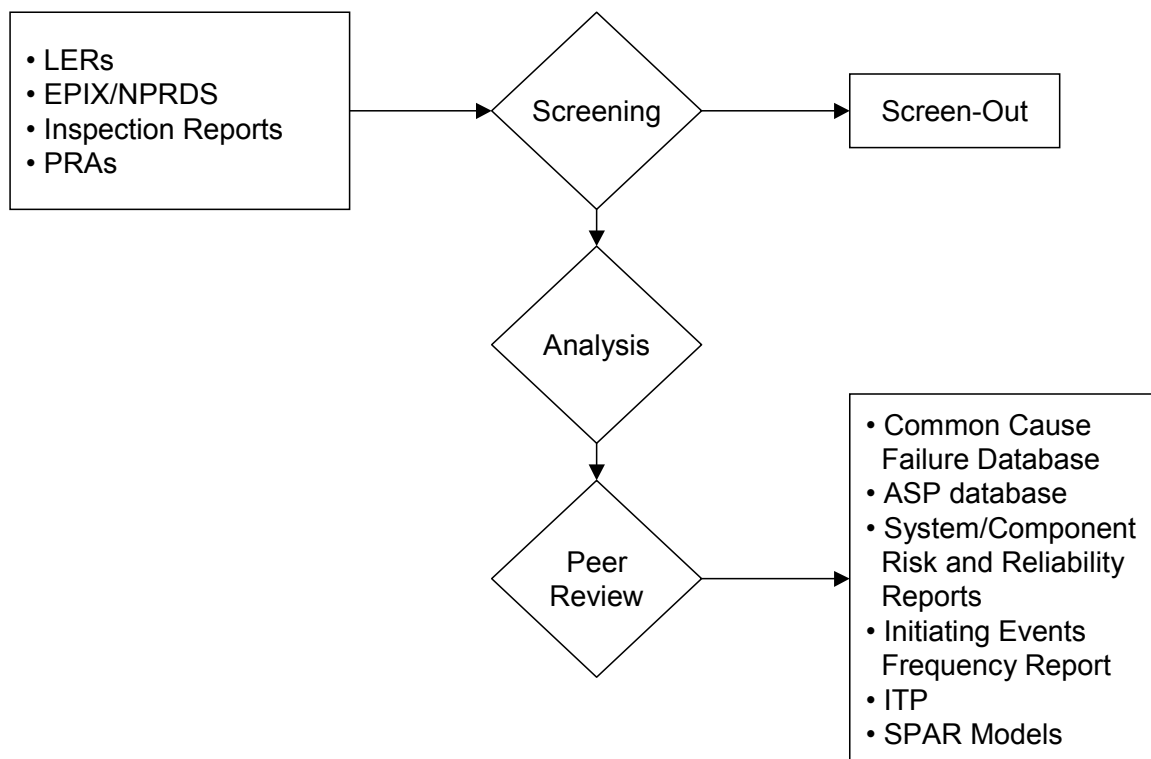 • LERs
• EPIX/NPRDS
• Inspection Reports
• PRAs
Screening
Screen-Out
Analysis
Peer
Review
• Common Cause
Failure Database
• ASP database
• System/Component
Risk and Reliability
Reports
• Initiating Events
Frequency Report
• ITP
• SPAR Models